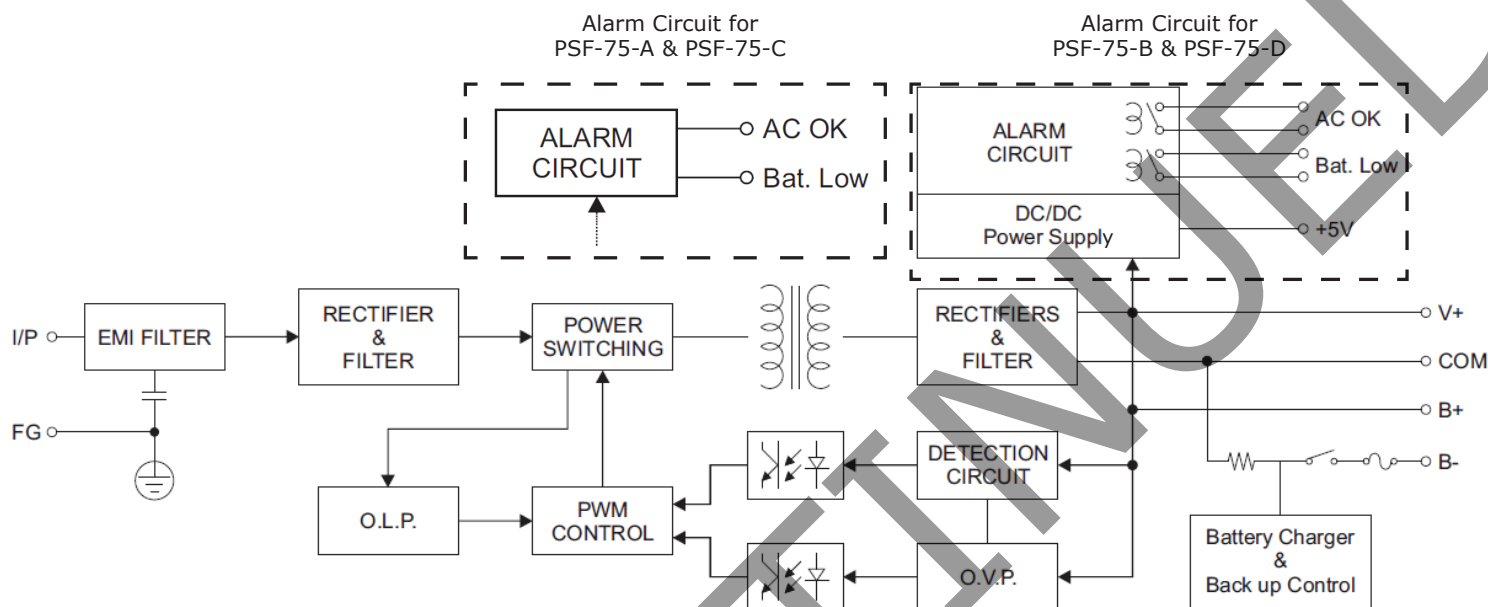 Alarm Circuit for
PSF-75-A & PSF-75-C
Alarm Circuit for
PSF-75-B & PSF-75-D
ALARM
CIRCUIT
AC OK
Bat. Low
ALARM
CIRCUIT
AC OK
Bat. Low
DC/DC
Power Supply
+5V
I/P
EMI FILTER
RECTIFIER
&
FILTER
POWER
SWITCHING
RECTIFIERS
&
FILTER
V+
COM
B+
B-
FG
O.L.P.
PWM
CONTROL
DETECTION
CIRCUIT
O.V.P.
Battery Charger
&
Back up Control
TINUED